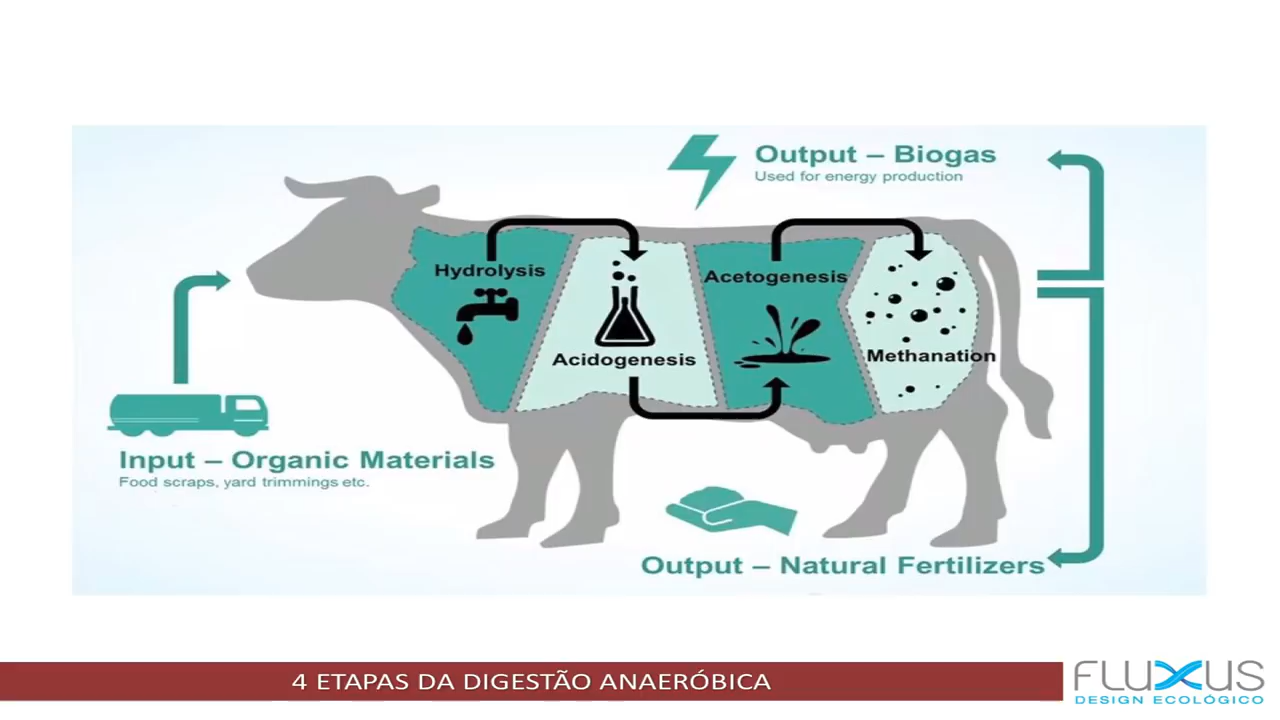 Output – Biogas
Used for energy production
Hydrolysis
Acetogenesis
Acidogenesis
Methanation
Input – Organic Materials
Food scraps, yard trimmings etc.
Output – Natural Fertilizers
4 ETAPAS DA DIGESTÃO ANAERÓBICA
FLUXUS
DESIGN ECOLÓGICO